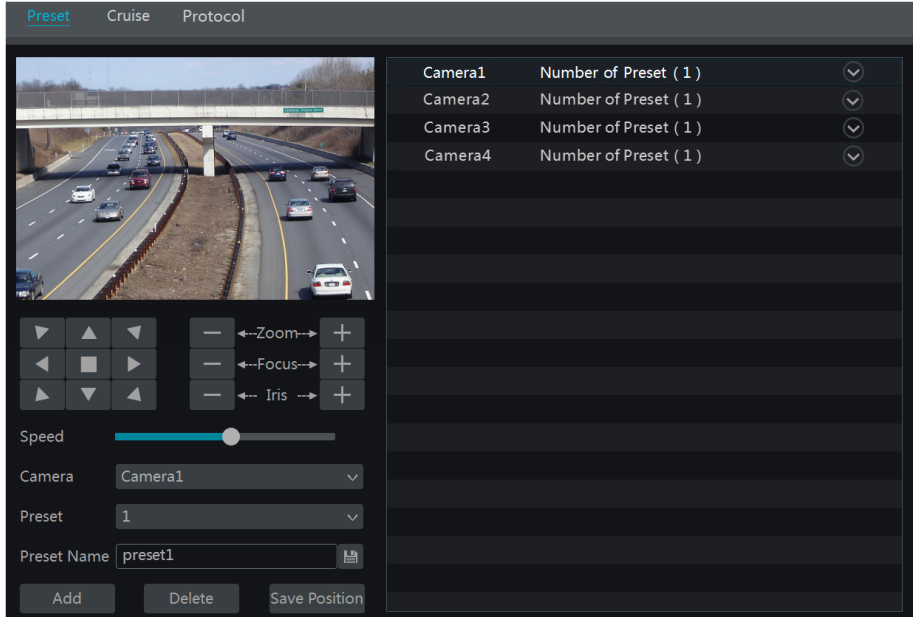 Preset Cruise Protocol
Camera1 Number of Preset ( 1 )
Camera2 Number of Preset ( 1 )
Camera3 Number of Preset ( 1 )
Camera4 Number of Preset ( 1 )
Zoom
Focus
Iris
Speed
Camera Camera1
Preset 1
Preset Name preset1
Add Delete Save Position